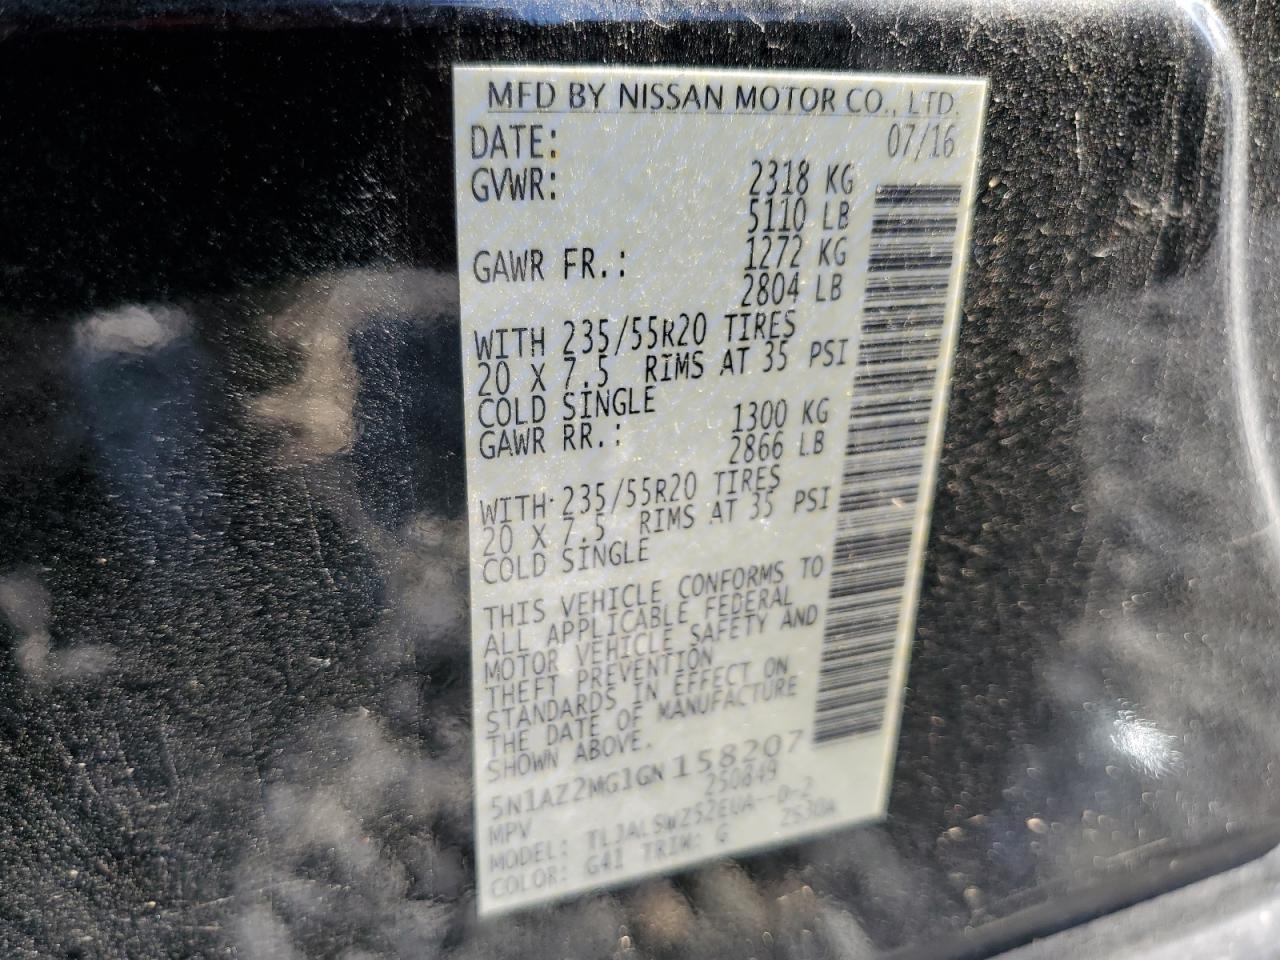 MFD BY NISSAN MOTOR CO., LTD.
DATE: 07/16
GVWR: 2318 KG
5110 LB
GAWR FR.: 1272 KG
2804 LB
WITH 235/55R20 TIRES
20 X 7.5 RIMS AT 35 PSI
COLD SINGLE
GAWR RR.: 1300 KG
2866 LB
WITH 235/55R20 TIRES
20 X 7.5 RIMS AT 35 PSI
COLD SINGLE
THIS VEHICLE CONFORMS TO
ALL APPLICABLE FEDERAL
MOTOR VEHICLE SAFETY AND
THEFT PREVENTION
STANDARDS IN EFFECT ON
THE DATE OF MANUFACTURE
SHOWN ABOVE.
5N1AZ2MG1GN158207
MPV 250849
MODEL: TLJALSWZ52EUA--D-2
COLOR: G41 TRIM: G ZS30A